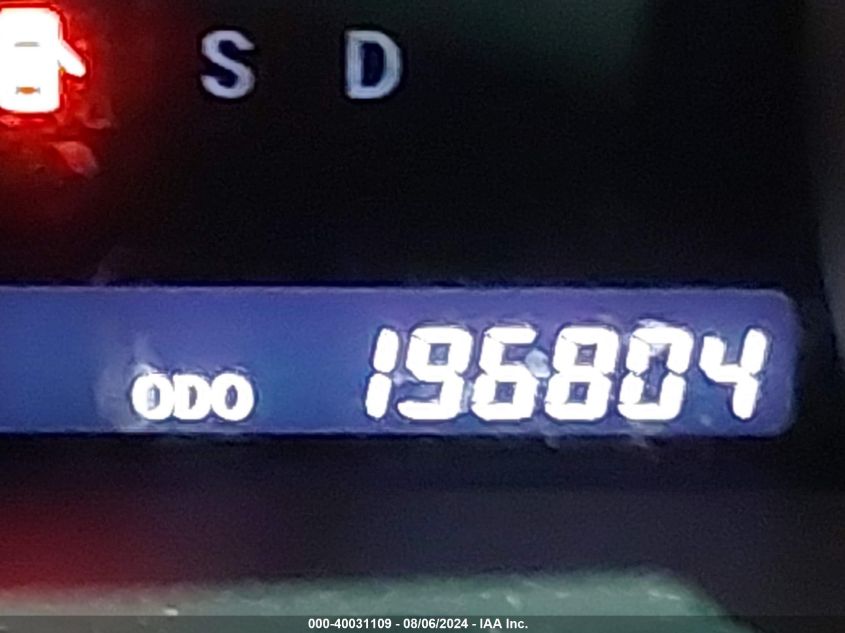 S D
ODO 196804
000-40031109 - 08/06/2024 - IAA Inc.